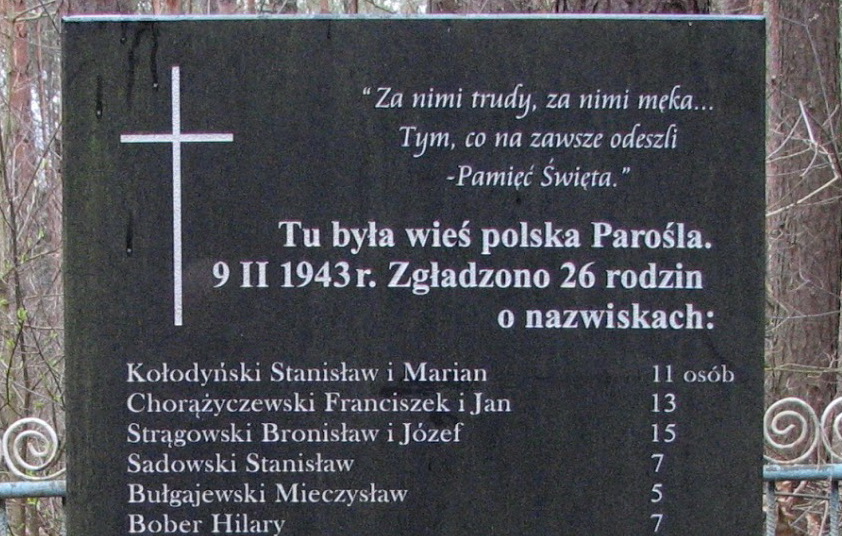 “Za nimi trudy, za nimi męka...
Tym, co na zawsze odeszli
-Pamięć Święta.”
Tu była wieś polska Parośla.
9 II 1943 r. Zgładzono 26 rodzin
o nazwiskach:
Kołodyński Stanisław i Marian 11 osób
Chorążyczewski Franciszek i Jan 13
Strągowski Bronisław i Józef 15
Sadowski Stanisław 7
Bułgajewski Mieczysław 5
Bober Hilary 7